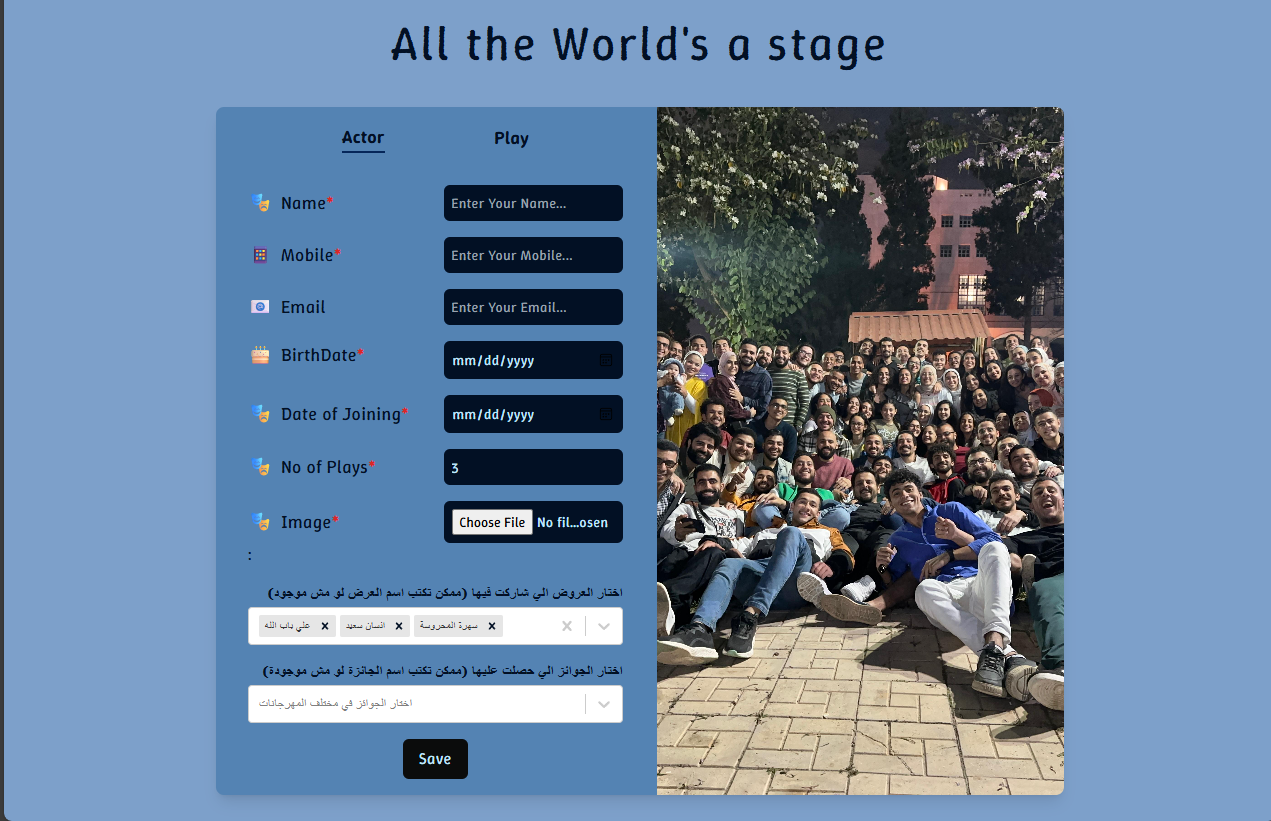 All the World's a stage
Actor Play
Name* Enter Your Name...
Mobile* Enter Your Mobile...
Email Enter Your Email...
BirthDate* mm/dd/yyyy
Date of Joining* mm/dd/yyyy
No of Plays* 3
Image* Choose File No fil...osen
:
اختار العروض الي شاركت فيها (ممكن تكتب اسم العرض لو مش موجود)
علي باب الله × انسان سعيد × سهرة المحروسة ×
اختار الجوائز الي حصلت عليها (ممكن تكتب اسم الجائزة لو مش موجودة)
اختار الجوائز في مختلف المهرجانات
Save